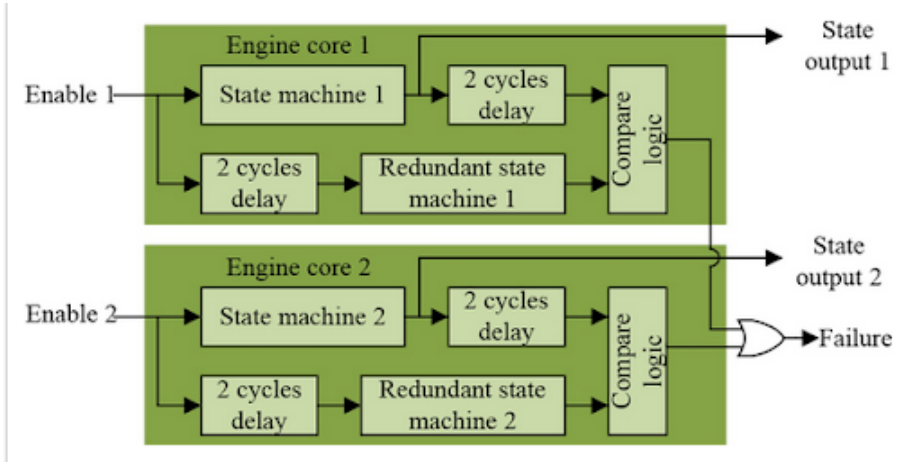 Engine core 1
State
output 1
Enable 1
State machine 1
2 cycles
delay
Compare
logic
2 cycles
delay
Redundant state
machine 1
Engine core 2
State
output 2
Enable 2
State machine 2
2 cycles
delay
Compare
logic
Failure
2 cycles
delay
Redundant state
machine 2